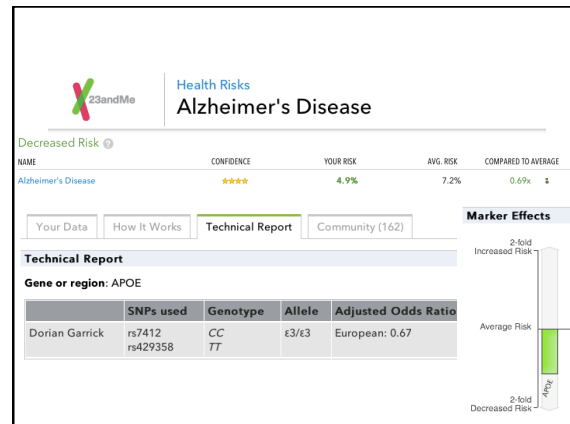 23andMe
Health Risks
Alzheimer's Disease
Decreased Risk ?
NAME CONFIDENCE YOUR RISK AVG. RISK COMPARED TO AVERAGE
Alzheimer's Disease 4.9% 7.2% 0.69x
Your Data How It Works Technical Report Community (162)
Technical Report
Gene or region: APOE
SNPs used Genotype Allele Adjusted Odds Ratio
Dorian Garrick rs7412 CC ε3/ε3 European: 0.67
rs429358 TT
Marker Effects
2-fold
Increased Risk
Average Risk
APOE
2-fold
Decreased Risk